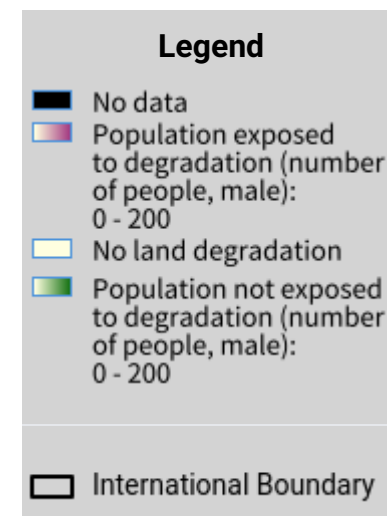 Legend
No data
Population exposed
to degradation (number
of people, male):
0 - 200
No land degradation
Population not exposed
to degradation (number
of people, male):
0 - 200
International Boundary